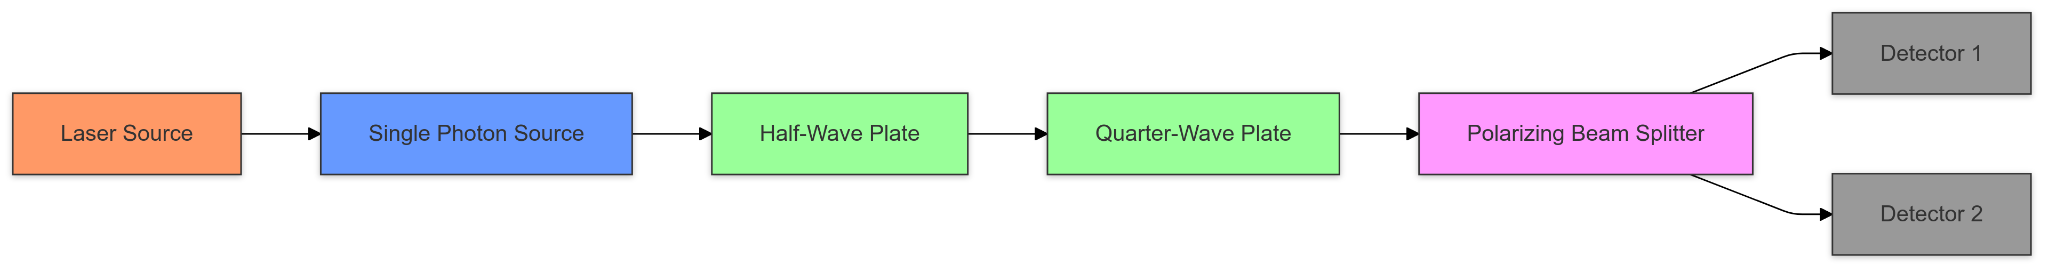 Laser Source
Single Photon Source
Half-Wave Plate
Quarter-Wave Plate
Polarizing Beam Splitter
Detector 1
Detector 2